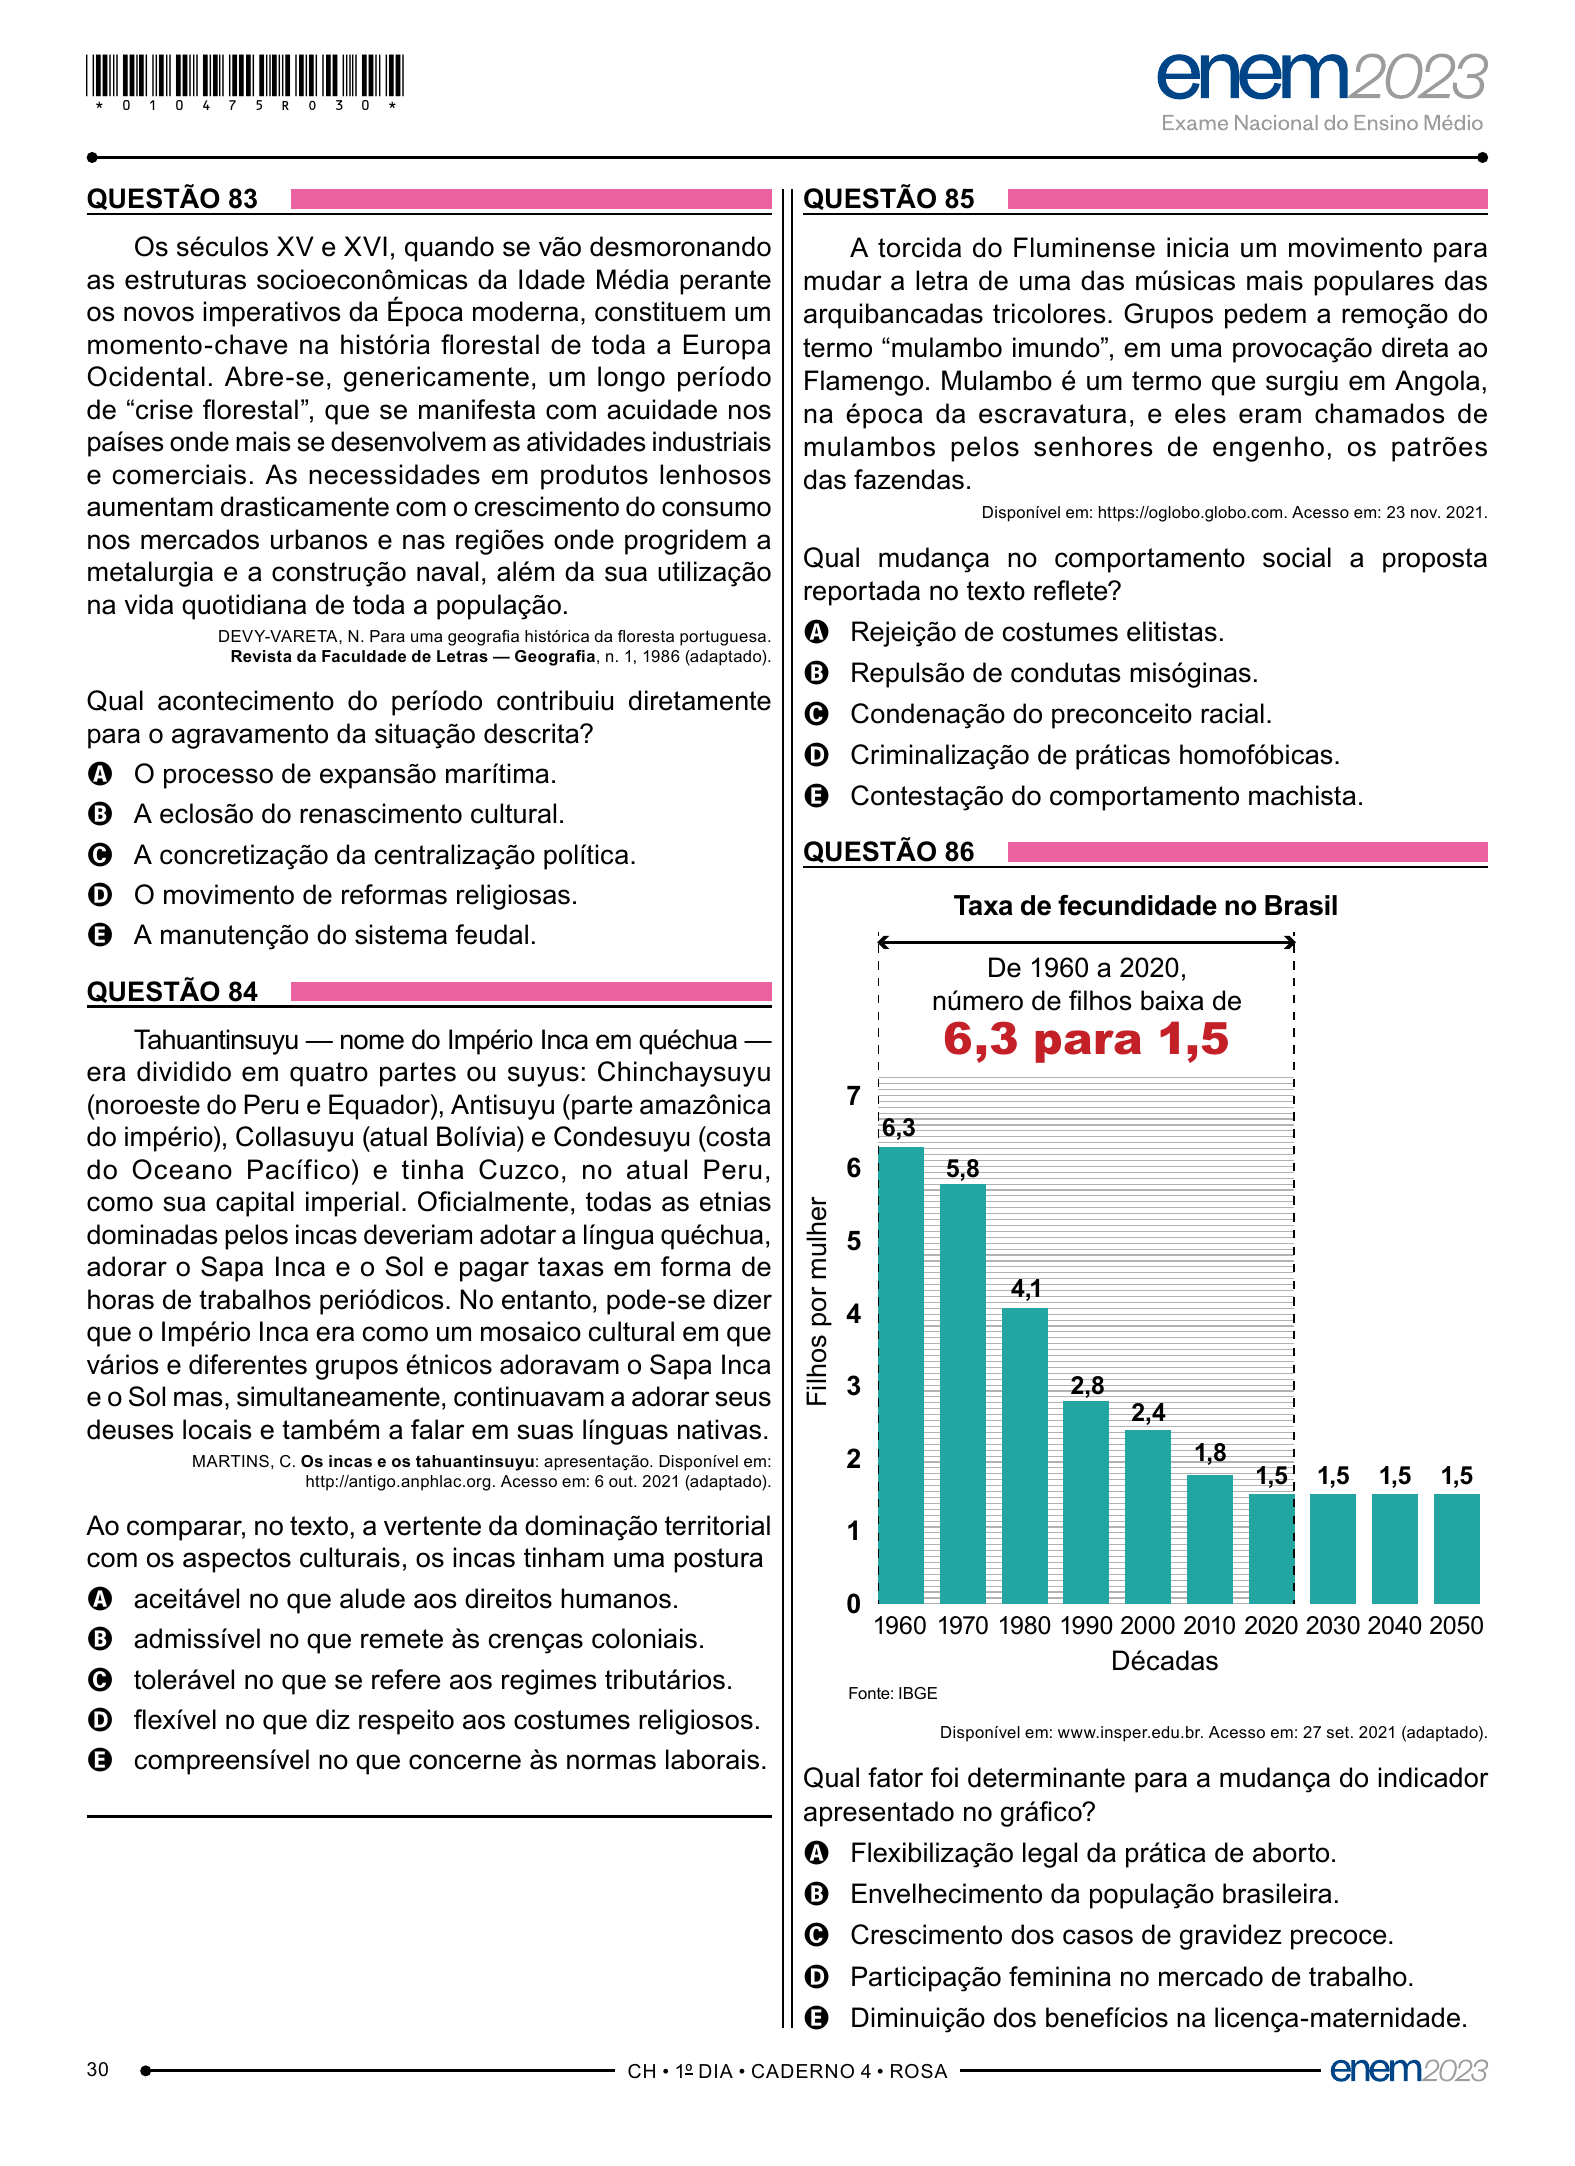 *010475R030*
enem2023
Exame Nacional do Ensino Médio
QUESTÃO 83
Os séculos XV e XVI, quando se vão desmoronando
as estruturas socioeconômicas da Idade Média perante
os novos imperativos da Época moderna, constituem um
momento-chave na história florestal de toda a Europa
Ocidental. Abre-se, genericamente, um longo período
de “crise florestal”, que se manifesta com acuidade nos
países onde mais se desenvolvem as atividades industriais
e comerciais. As necessidades em produtos lenhosos
aumentam drasticamente com o crescimento do consumo
nos mercados urbanos e nas regiões onde progridem a
metalurgia e a construção naval, além da sua utilização
na vida quotidiana de toda a população.
DEVY-VARETA, N. Para uma geografia histórica da floresta portuguesa.
Revista da Faculdade de Letras — Geografia, n. 1, 1986 (adaptado).
Qual acontecimento do período contribuiu diretamente
para o agravamento da situação descrita?
A O processo de expansão marítima.
B A eclosão do renascimento cultural.
C A concretização da centralização política.
D O movimento de reformas religiosas.
E A manutenção do sistema feudal.
QUESTÃO 84
Tahuantinsuyu — nome do Império Inca em quéchua —
era dividido em quatro partes ou suyus: Chinchaysuyu
(noroeste do Peru e Equador), Antisuyu (parte amazônica
do império), Collasuyu (atual Bolívia) e Condesuyu (costa
do Oceano Pacífico) e tinha Cuzco, no atual Peru,
como sua capital imperial. Oficialmente, todas as etnias
dominadas pelos incas deveriam adotar a língua quéchua,
adorar o Sapa Inca e o Sol e pagar taxas em forma de
horas de trabalhos periódicos. No entanto, pode-se dizer
que o Império Inca era como um mosaico cultural em que
vários e diferentes grupos étnicos adoravam o Sapa Inca
e o Sol mas, simultaneamente, continuavam a adorar seus
deuses locais e também a falar em suas línguas nativas.
MARTINS, C. Os incas e os tahuantinsuyu: apresentação. Disponível em:
http://antigo.anphlac.org. Acesso em: 6 out. 2021 (adaptado).
Ao comparar, no texto, a vertente da dominação territorial
com os aspectos culturais, os incas tinham uma postura
A aceitável no que alude aos direitos humanos.
B admissível no que remete às crenças coloniais.
C tolerável no que se refere aos regimes tributários.
D flexível no que diz respeito aos costumes religiosos.
E compreensível no que concerne às normas laborais.
QUESTÃO 85
A torcida do Fluminense inicia um movimento para
mudar a letra de uma das músicas mais populares das
arquibancadas tricolores. Grupos pedem a remoção do
termo “mulambo imundo”, em uma provocação direta ao
Flamengo. Mulambo é um termo que surgiu em Angola,
na época da escravatura, e eles eram chamados de
mulambos pelos senhores de engenho, os patrões
das fazendas.
Disponível em: https://oglobo.globo.com. Acesso em: 23 nov. 2021.
Qual mudança no comportamento social a proposta
reportada no texto reflete?
A Rejeição de costumes elitistas.
B Repulsão de condutas misóginas.
C Condenação do preconceito racial.
D Criminalização de práticas homofóbicas.
E Contestação do comportamento machista.
QUESTÃO 86
Taxa de fecundidade no Brasil
De 1960 a 2020,
número de filhos baixa de
6,3 para 1,5
Filhos por mulher
7
6
5
4
3
2
1
0
6,3
5,8
4,1
2,8
2,4
1,8
1,5
1,5
1,5
1,5
1960 1970 1980 1990 2000 2010 2020 2030 2040 2050
Décadas
Fonte: IBGE
Disponível em: www.insper.edu.br. Acesso em: 27 set. 2021 (adaptado).
Qual fator foi determinante para a mudança do indicador
apresentado no gráfico?
A Flexibilização legal da prática de aborto.
B Envelhecimento da população brasileira.
C Crescimento dos casos de gravidez precoce.
D Participação feminina no mercado de trabalho.
E Diminuição dos benefícios na licença-maternidade.
30
CH • 1º DIA • CADERNO 4 • ROSA
enem2023